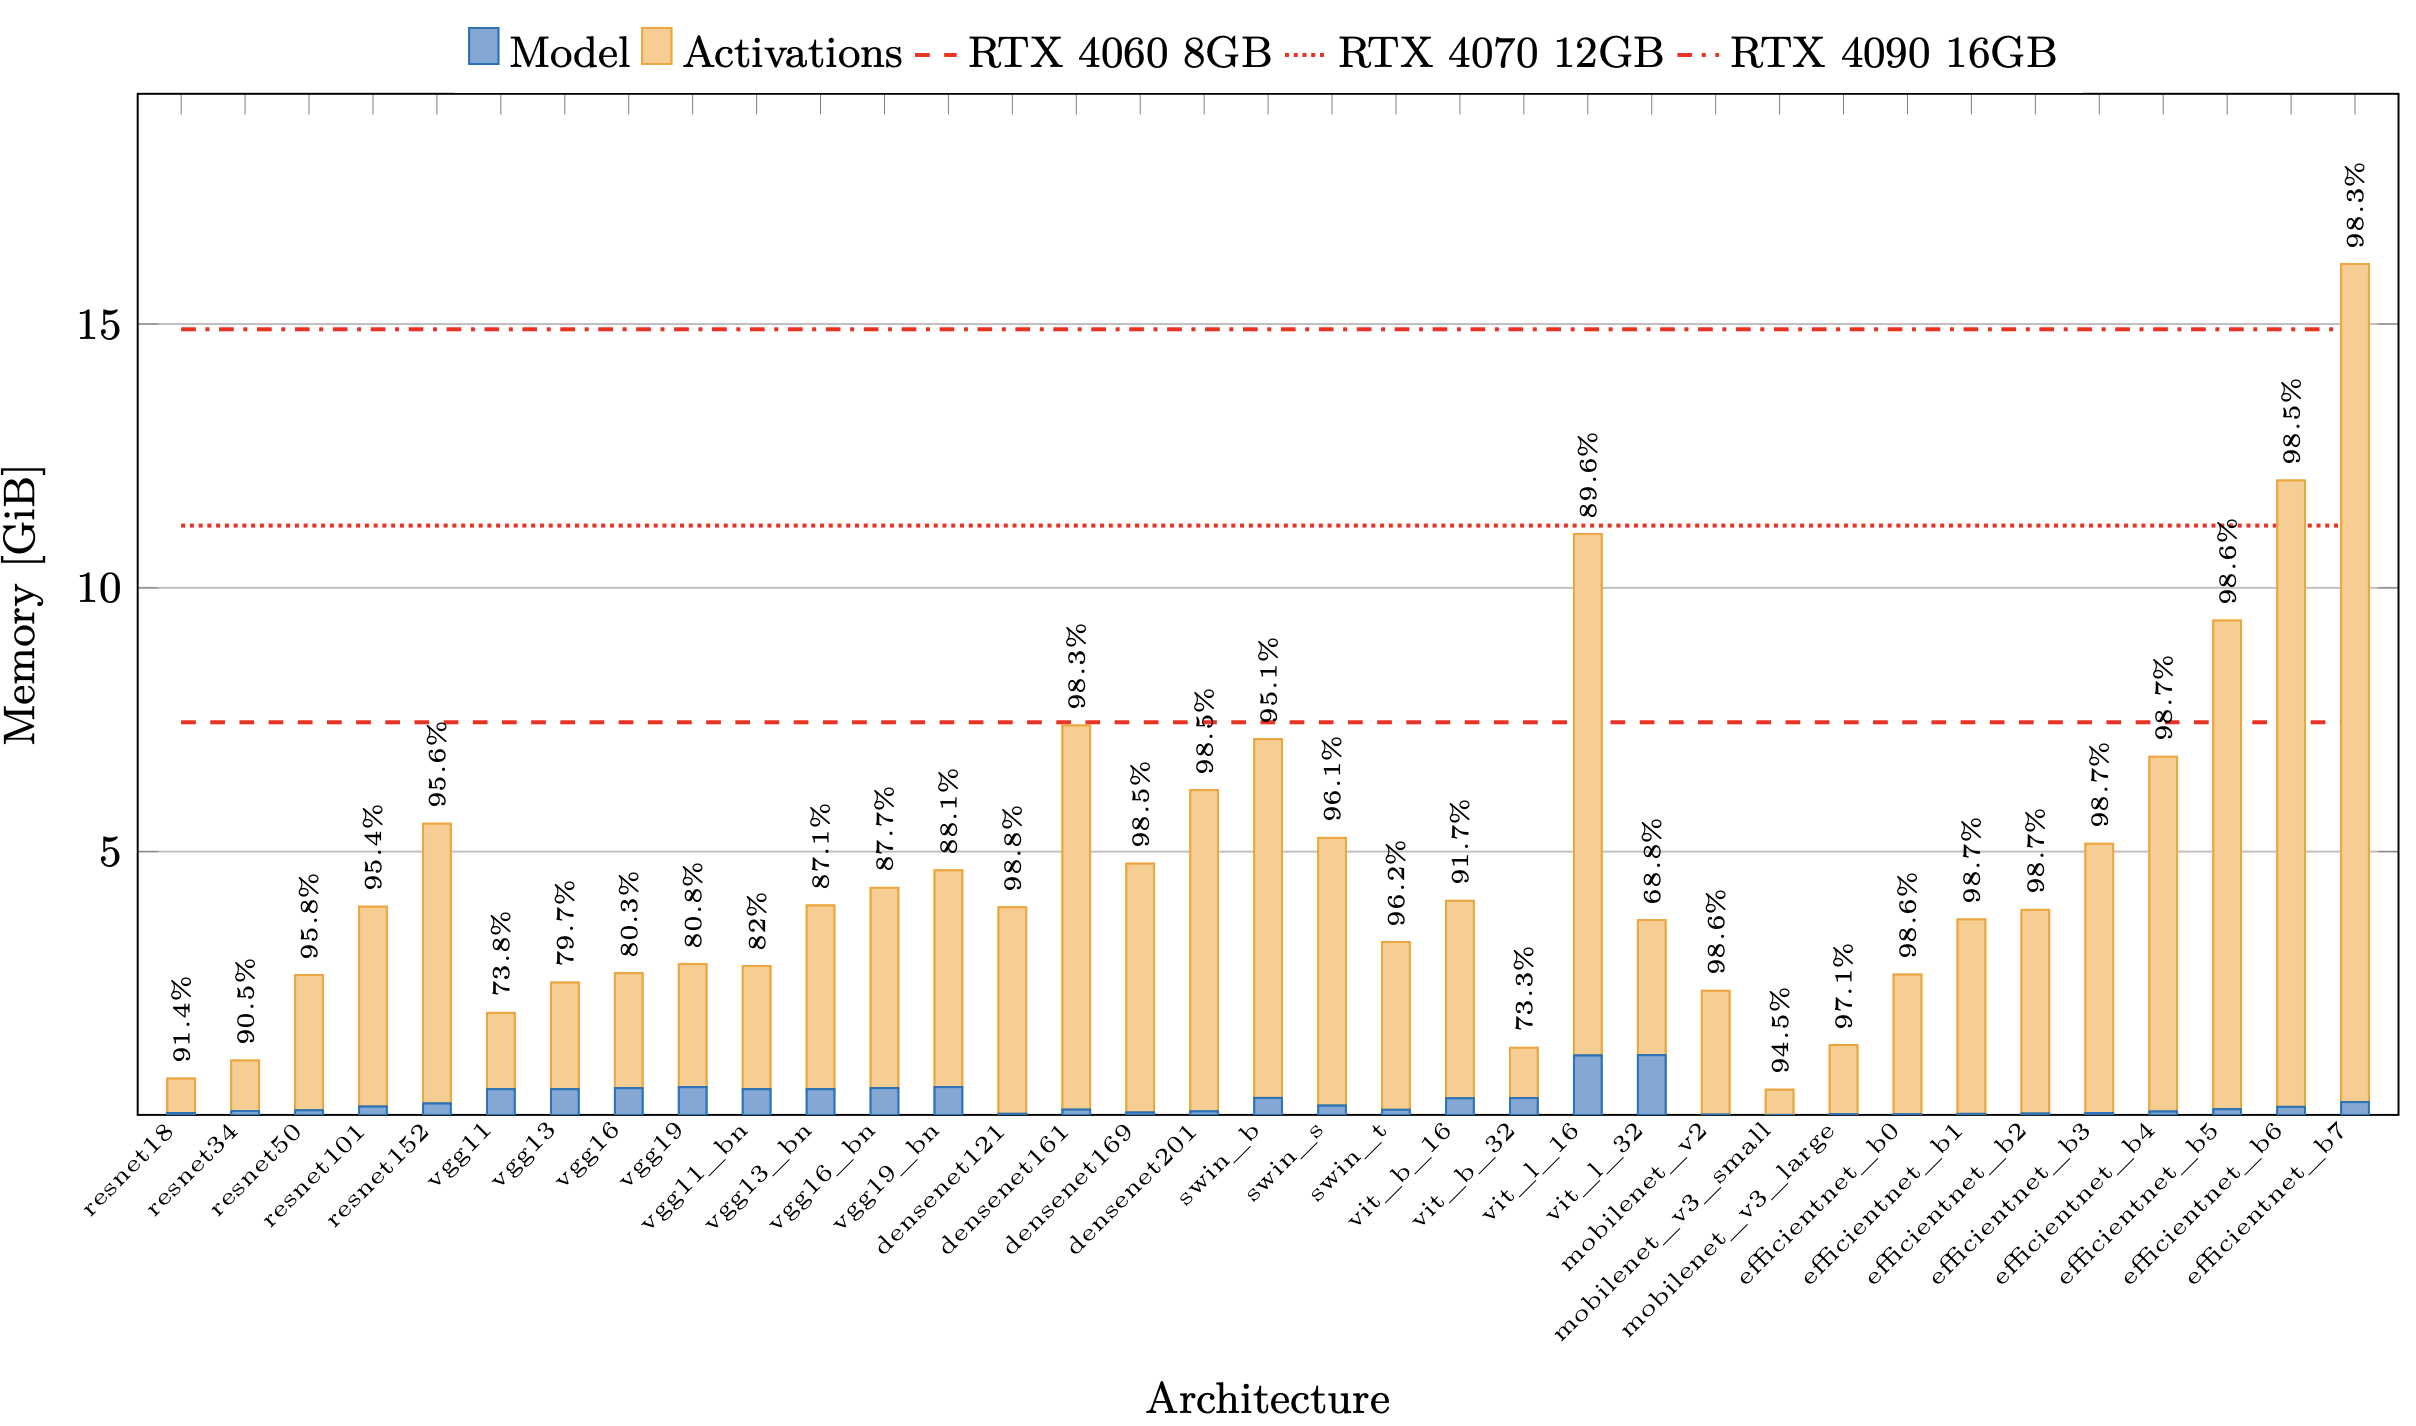 Model Activations RTX 4060 8GB RTX 4070 12GB RTX 4090 16GB
Memory [GiB]
15
10
5
91.4%
90.5%
95.8%
95.4%
95.6%
73.8%
79.7%
80.3%
80.8%
82%
87.1%
87.7%
88.1%
98.8%
98.3%
98.5%
98.5%
95.1%
96.1%
96.2%
91.7%
73.3%
89.6%
68.8%
98.6%
94.5%
97.1%
98.6%
98.7%
98.7%
98.7%
98.7%
98.6%
98.5%
98.3%
resnet18
resnet34
resnet50
resnet101
resnet152
vgg11
vgg13
vgg16
vgg19
vgg11_bn
vgg13_bn
vgg16_bn
vgg19_bn
densenet121
densenet161
densenet169
densenet201
swin_b
swin_s
swin_t
vit_b_16
vit_b_32
vit_l_16
vit_l_32
mobilenet_v2
mobilenet_v3_small
mobilenet_v3_large
efficientnet_b0
efficientnet_b1
efficientnet_b2
efficientnet_b3
efficientnet_b4
efficientnet_b5
efficientnet_b6
efficientnet_b7
Architecture